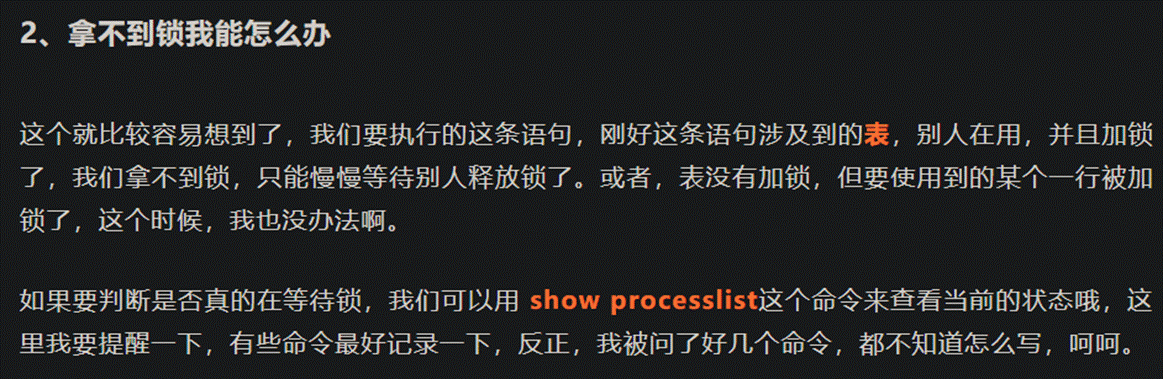 2、拿不到锁我能怎么办
这个就比较容易想到了，我们要执行的这条语句，刚好这条语句涉及到的表，别人在用，并且加锁
了，我们拿不到锁，只能慢慢等待别人释放锁了。或者，表没有加锁，但要使用到的某个一行被加
锁了，这个时候，我也没办法啊。
如果要判断是否真的在等待锁，我们可以用 show processlist这个命令来查看当前的状态哦，这
里我要提醒一下，有些命令最好记录一下，反正，我被问了好几个命令，都不知道怎么写，呵呵。